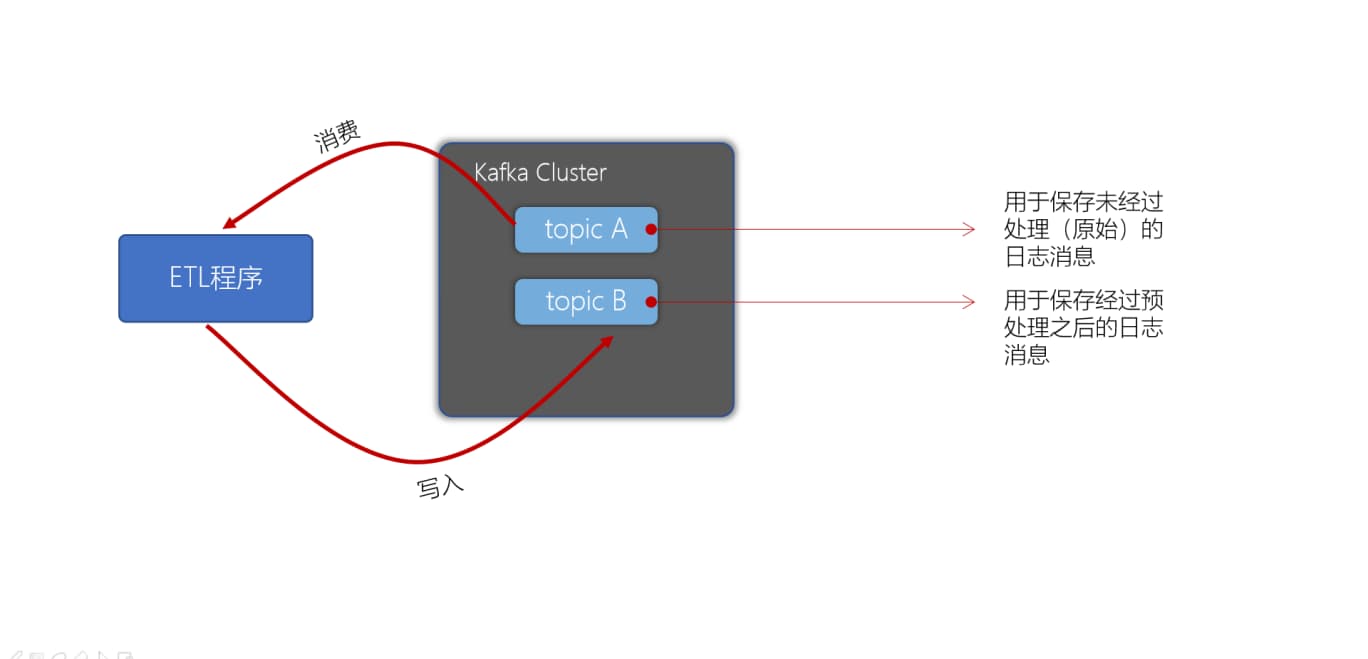 消费
Kafka Cluster
topic A
topic B
ETL程序
写入
用于保存未经过
处理（原始）的
日志消息
用于保存经过预
处理之后的日志
消息